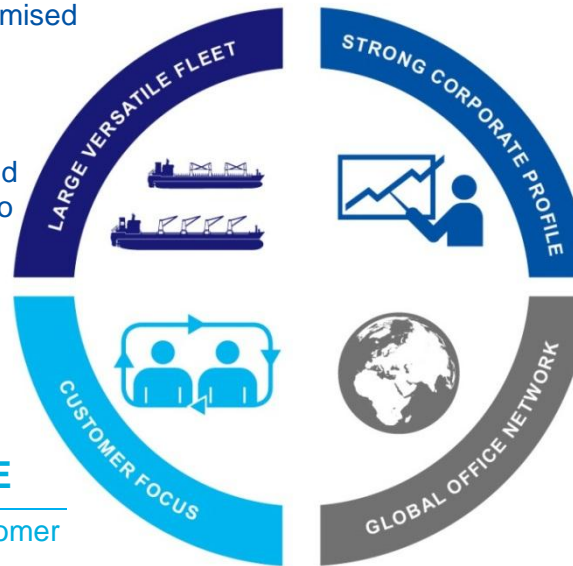 mised
LARGE VERSATILE FLEET
STRONG CORPORATE PROFILE
d
o
CUSTOMER FOCUS
GLOBAL OFFICE NETWORK
E
omer